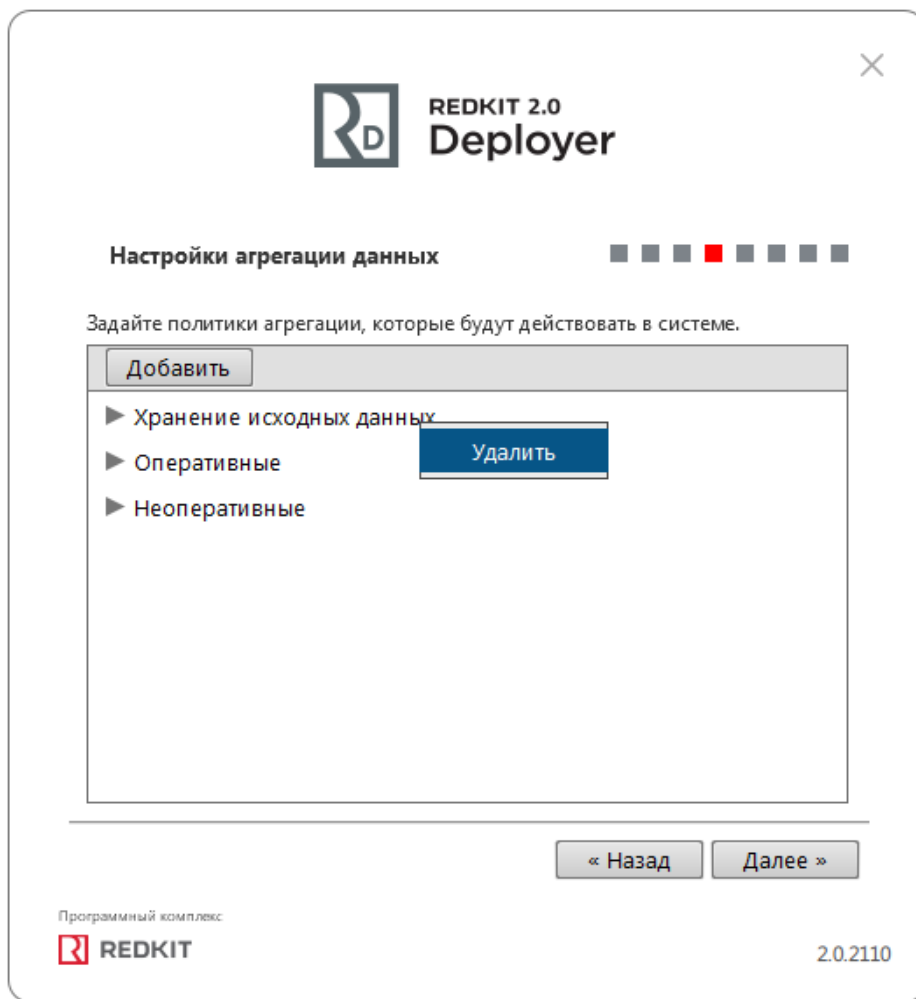 REDKIT 2.0
Deployer
Настройки агрегации данных
Задайте политики агрегации, которые будут действовать в системе.
Добавить
Хранение исходных данных
Удалить
Оперативные
Неоперативные
« Назад
Далее »
Программный комплекс
REDKIT
2.0.2110